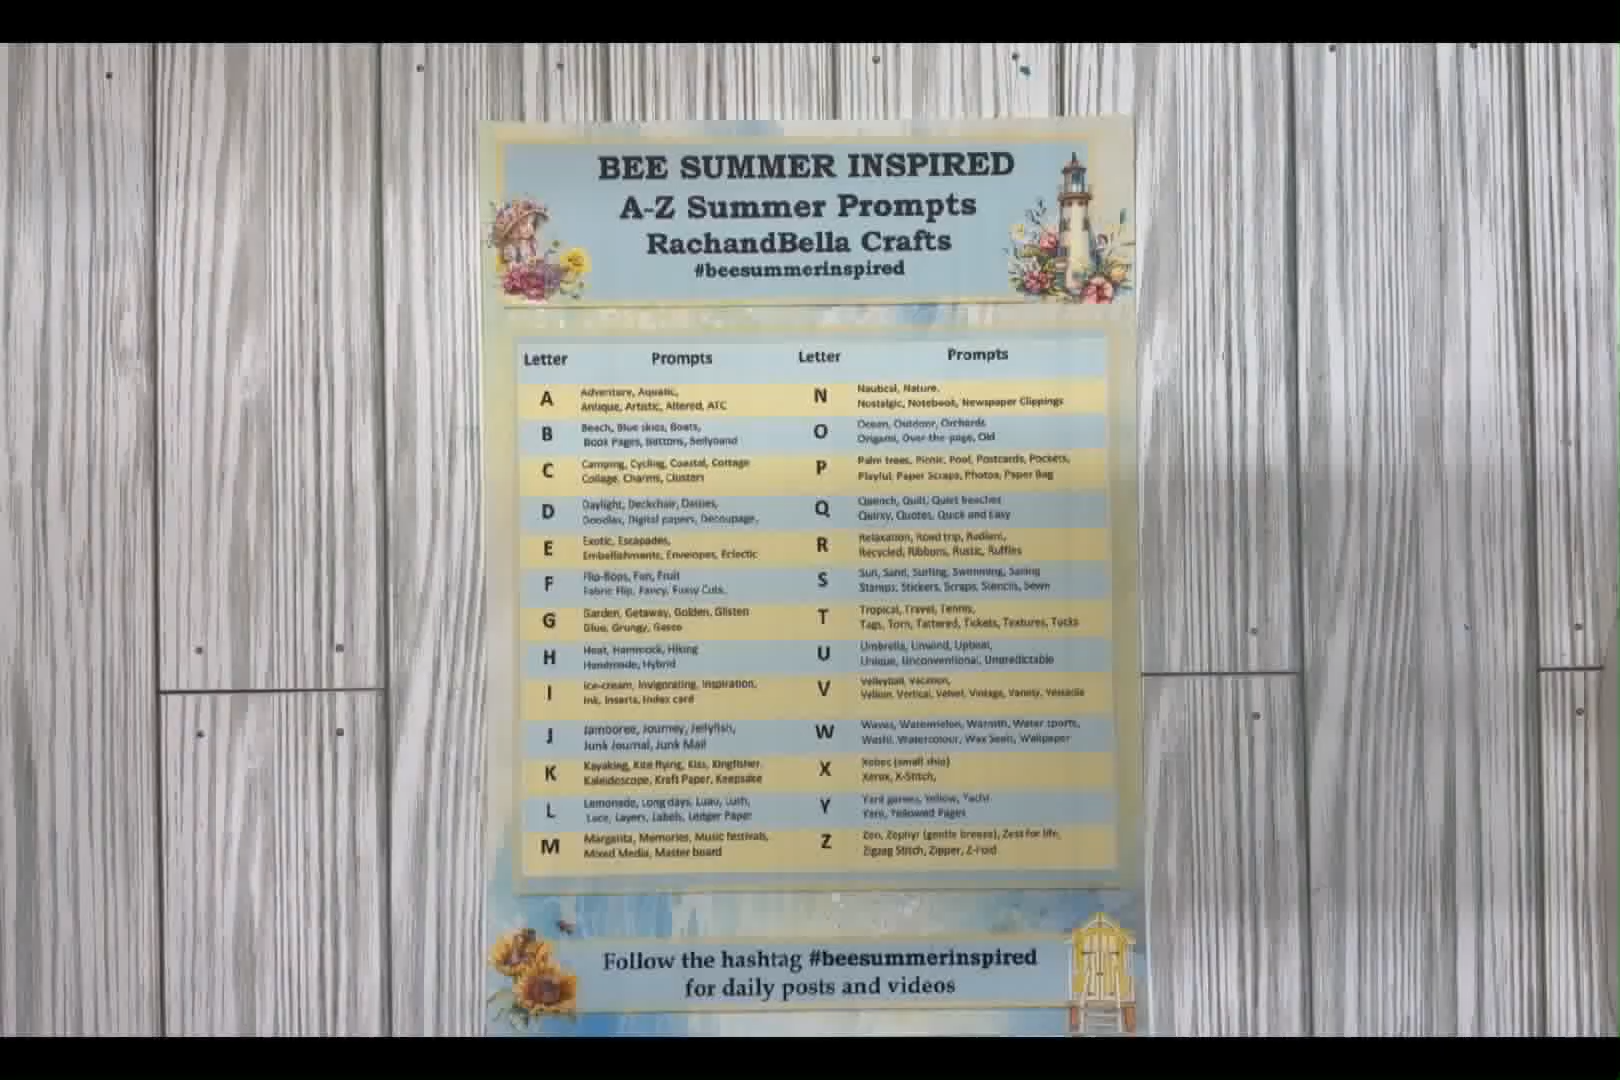 BEE SUMMER INSPIRED
A-Z Summer Prompts
RachandBella Crafts
#beesummerinspired
Letter Prompts Letter Prompts
A
Adventure, Aquatic,
Antique, Artistic, Altered, ATC
B
Beach, Blue skies, Boats,
Book Pages, Buttons, Bellyband
C
Camping, Cycling, Coastal, Cottage
Collage, Charms, Clusters
D
Daylight, Deckchair, Daisies,
Doodles, Digital papers, Decoupage,
E
Exotic, Escapades,
Embellishments, Envelopes, Eclectic
F
Flip-flops, Fun, Fruit
Fabric Flip, Fancy, Fussy Cuts,
G
Garden, Getaway, Golden, Glisten
Glue, Grungy, Gesso
H
Heat, Hammock, Hiking
Handmade, Hybrid
I
Ice-cream, Invigorating, Inspiration,
Ink, Inserts, Index card
J
Jamboree, Journey, Jellyfish,
Junk Journal, Junk Mail
K
Kayaking, Kite flying, Kiss, Kingfisher
Kaleidoscope, Kraft Paper, Keepsake
L
Lemonade, Long days, Luau, Lush,
Lace, Layers, Labels, Ledger Paper
M
Margarita, Memories, Music festivals,
Mixed Media, Master board
N
Nautical, Nature,
Nostalgic, Notebook, Newspaper Clippings
O
Ocean, Outdoor, Orchards
Origami, Over-the-page, Old
P
Palm trees, Picnic, Pool, Postcards, Pockets,
Playful, Paper Scraps, Photos, Paper Bag
Q
Quench, Quilt, Quiet beaches
Quirky, Quotes, Quick and Easy
R
Relaxation, Road trip, Radiant,
Recycled, Ribbons, Rustic, Ruffles
S
Sun, Sand, Surfing, Swimming, Sailing
Stamps, Stickers, Scraps, Stencils, Sewn
T
Tropical, Travel, Tennis,
Tags, Torn, Tattered, Tickets, Textures, Tucks
U
Umbrella, Unwind, Upbeat,
Unique, Unconventional, Unpredictable
V
Volleyball, Vacation,
Vellum, Vertical, Velvet, Vintage, Variety, Versatile
W
Waves, Watermelon, Warmth, Water sports,
Washi, Watercolour, Wax Seals, Wallpaper
X
Xebec (small ship)
Xerox, X-Stitch,
Y
Yard games, Yellow, Yacht
Yarn, Yellowed Pages
Z
Zen, Zephyr (gentle breeze), Zest for life,
Zigzag Stitch, Zipper, Z-Fold
Follow the hashtag #beesummerinspired
for daily posts and videos